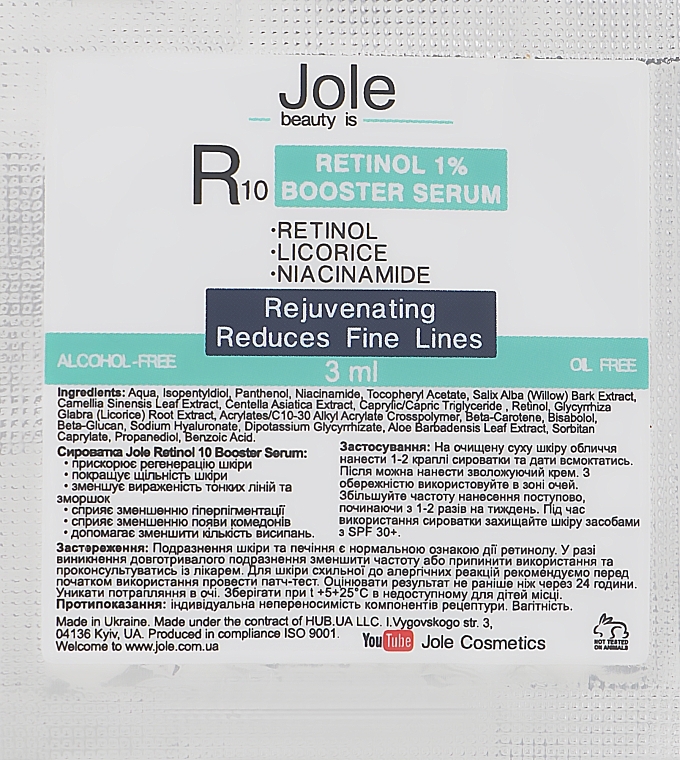 Jole
beauty is
R10
RETINOL 1%
BOOSTER SERUM
·RETINOL
·LICORICE
·NIACINAMIDE
Rejuvenating
Reduces Fine Lines
ALCOHOL-FREE
3 ml
OIL FREE
Ingredients: Aqua, Isopentyldiol, Panthenol, Niacinamide, Tocopheryl Acetate, Salix Alba (Willow) Bark Extract,
Camellia Sinensis Leaf Extract, Centella Asiatica Extract, Caprylic/Capric Triglyceride , Retinol, Glycyrrhiza
Glabra (Licorice) Root Extract, Acrylates/C10-30 Alkyl Acrylate Crosspolymer, Beta-Carotene, Bisabolol,
Beta-Glucan, Sodium Hyaluronate, Dipotassium Glycyrrhizate, Aloe Barbadensis Leaf Extract, Sorbitan
Caprylate, Propanediol, Benzoic Acid.
Сироватка Jole Retinol 10 Booster Serum:
• прискорює регенерацію шкіри
• покращує щільність шкіри
• зменшує вираженість тонких ліній та
зморшок
• сприяє зменшенню гіперпігментації
• сприяє зменшенню появи комедонів
• допомагає зменшити кількість висипань.
Застосування: На очищену суху шкіру обличчя
нанести 1-2 краплі сироватки та дати всмоктатись.
Після можна нанести зволожуючий крем. З
обережністю використовуйте в зоні очей.
Збільшуйте частоту нанесення поступово,
починаючи з 1-2 разів на тиждень. Під час
використання сироватки захищайте шкіру засобами
з SPF 30+.
Застереження: Подразнення шкіри та печіння є нормальною ознакою дії ретинолу. У разі
виникнення довготривалого подразнення зменшити частоту або припинити використання та
проконсультуватись із лікарем. Для шкіри схильної до алергічних реакцій рекомендуємо перед
початком використання провести патч-тест. Оцінювати результат не раніше ніж через 24 години.
Уникати потрапляння в очі. Зберігати при t +5+25°C в недоступному для дітей місці.
Протипоказання: індивідуальна непереносимість компонентів рецептури. Вагітність.
Made in Ukraine. Made under the contract of HUB.UA LLC. I.Vygovskogo str. 3,
04136 Kyiv, UA. Produced in compliance ISO 9001.
Welcome to www.jole.com.ua
YouTube Jole Cosmetics
NOT TESTED
ON ANIMALS